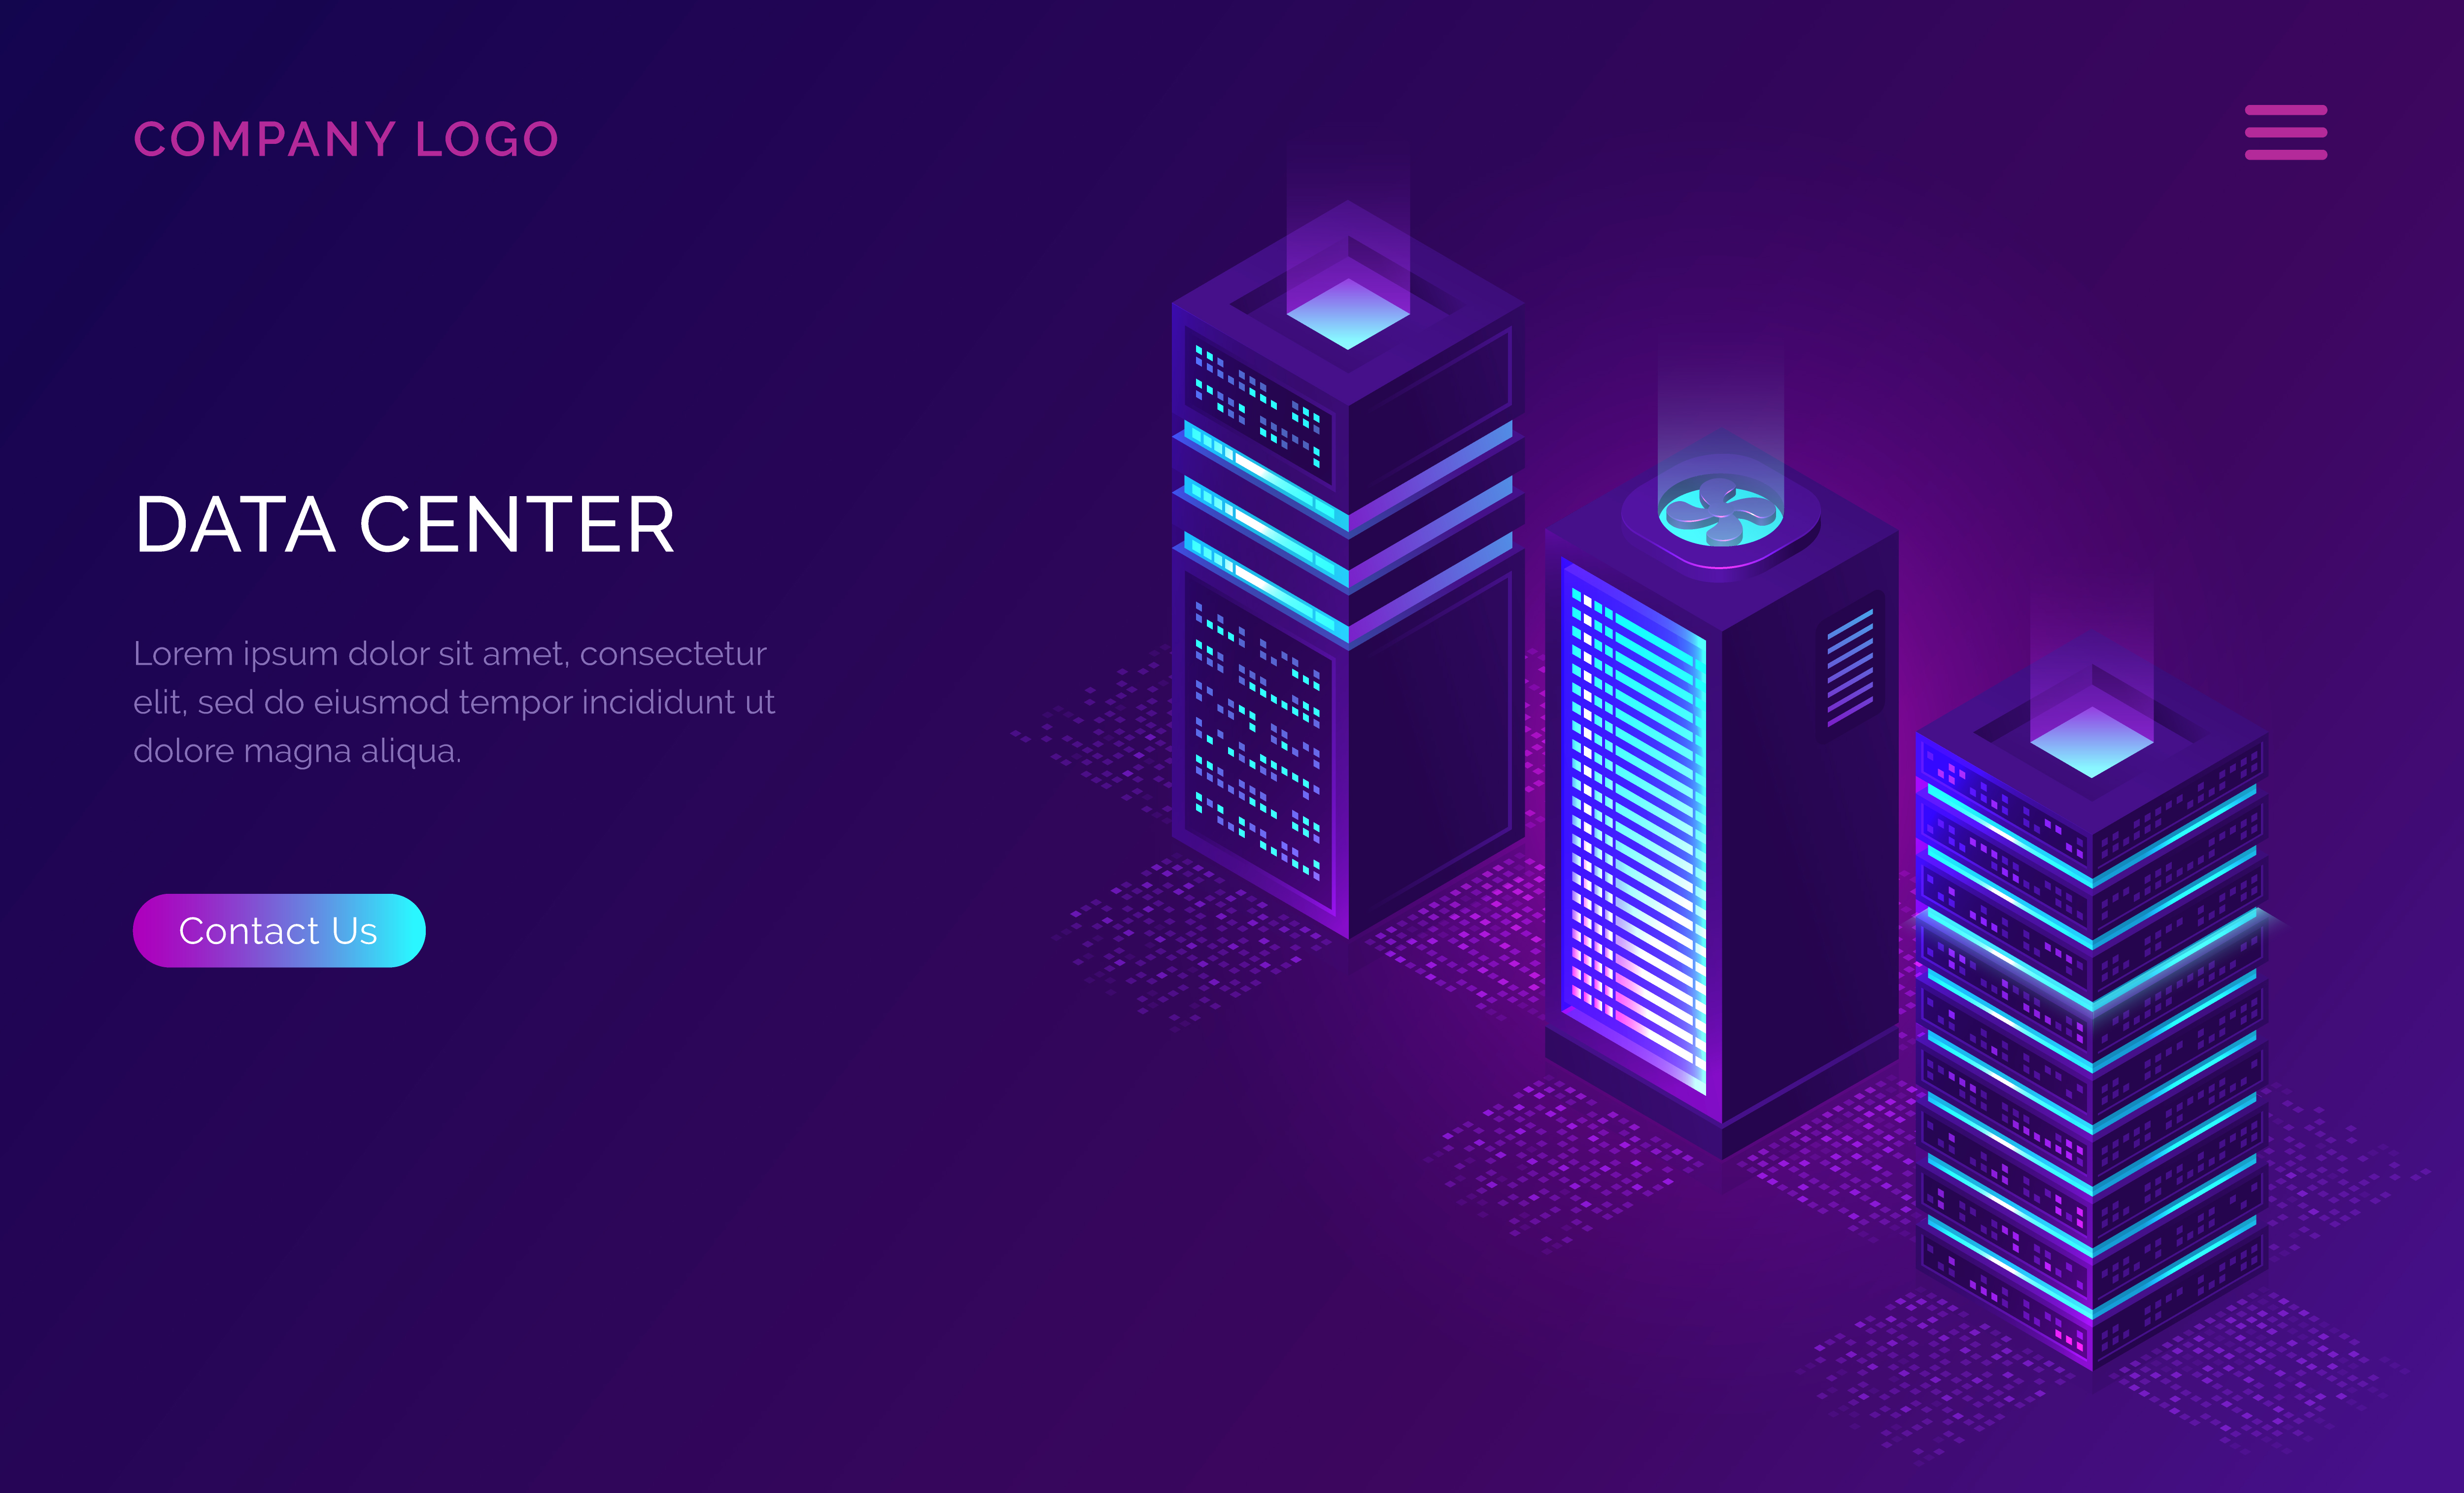 COMPANY LOGO
DATA CENTER
Lorem ipsum dolor sit amet, consectetur
elit, sed do eiusmod tempor incididunt ut
dolore magna aliqua.
Contact Us